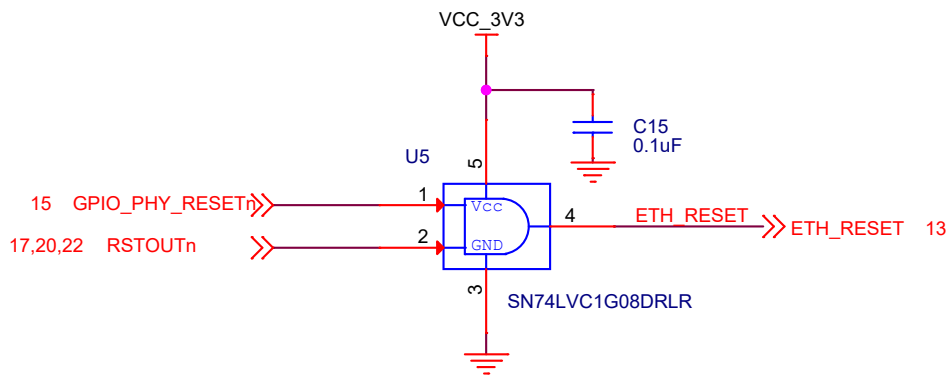 VCC_3V3
C15
0.1uF
U5
5
15 GPIO_PHY_RESETn
1
Vcc
4
ETH_RESET
ETH_RESET 13
17,20,22 RSTOUTn
2
GND
3
SN74LVC1G08DRLR